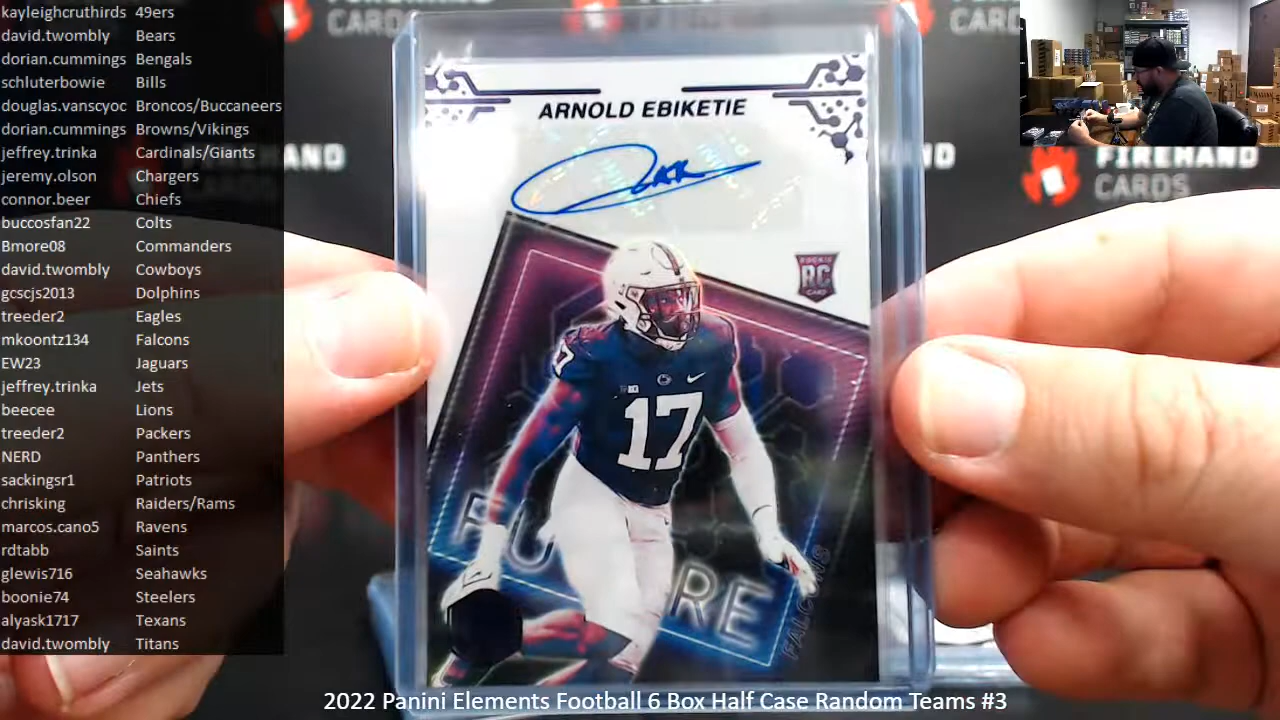 kayleighcruthirds 49ers
david.twombly Bears
dorian.cummings Bengals
schluterbowie Bills
douglas.vanscyoc Broncos/Buccaneers
dorian.cummings Browns/Vikings
jeffrey.trinka Cardinals/Giants
jeremy.olson Chargers
connor.beer Chiefs
buccosfan22 Colts
Bmore08 Commanders
david.twombly Cowboys
gcscjs2013 Dolphins
treeder2 Eagles
mkoontz134 Falcons
EW23 Jaguars
jeffrey.trinka Jets
beecee Lions
treeder2 Packers
NERD Panthers
sackingsr1 Patriots
chrisking Raiders/Rams
marcos.cano5 Ravens
rdtabb Saints
glewis716 Seahawks
boonie74 Steelers
alyask1717 Texans
david.twombly Titans
FIREHAND
CARDS
ARNOLD EBIKETIE
ROOKIE
RC
CARD
17
17
FALCONS
FIREHAND
CARDS
2022 Panini Elements Football 6 Box Half Case Random Teams #3